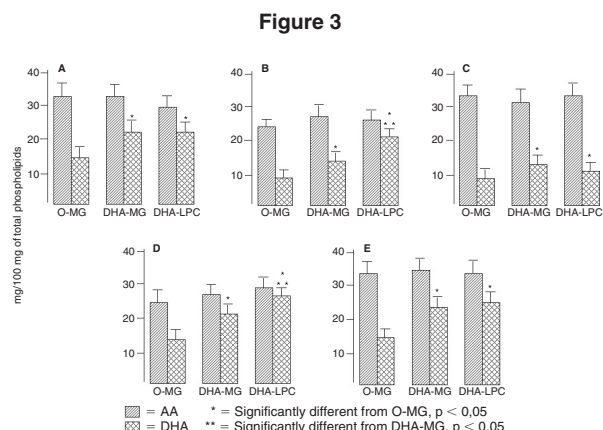 Figure 3
mg/100 mg of total phospholipids
A
40
30
20
10
*
*
O-MG DHA-MG DHA-LPC
B
40
30
20
10
*
*
**
O-MG DHA-MG DHA-LPC
C
40
30
20
10
*
*
O-MG DHA-MG DHA-LPC
D
40
30
20
10
*
*
**
O-MG DHA-MG DHA-LPC
E
40
30
20
10
*
*
O-MG DHA-MG DHA-LPC
= AA * = Significantly different from O-MG, p < 0,05
= DHA ** = Significantly different from DHA-MG, p < 0,05